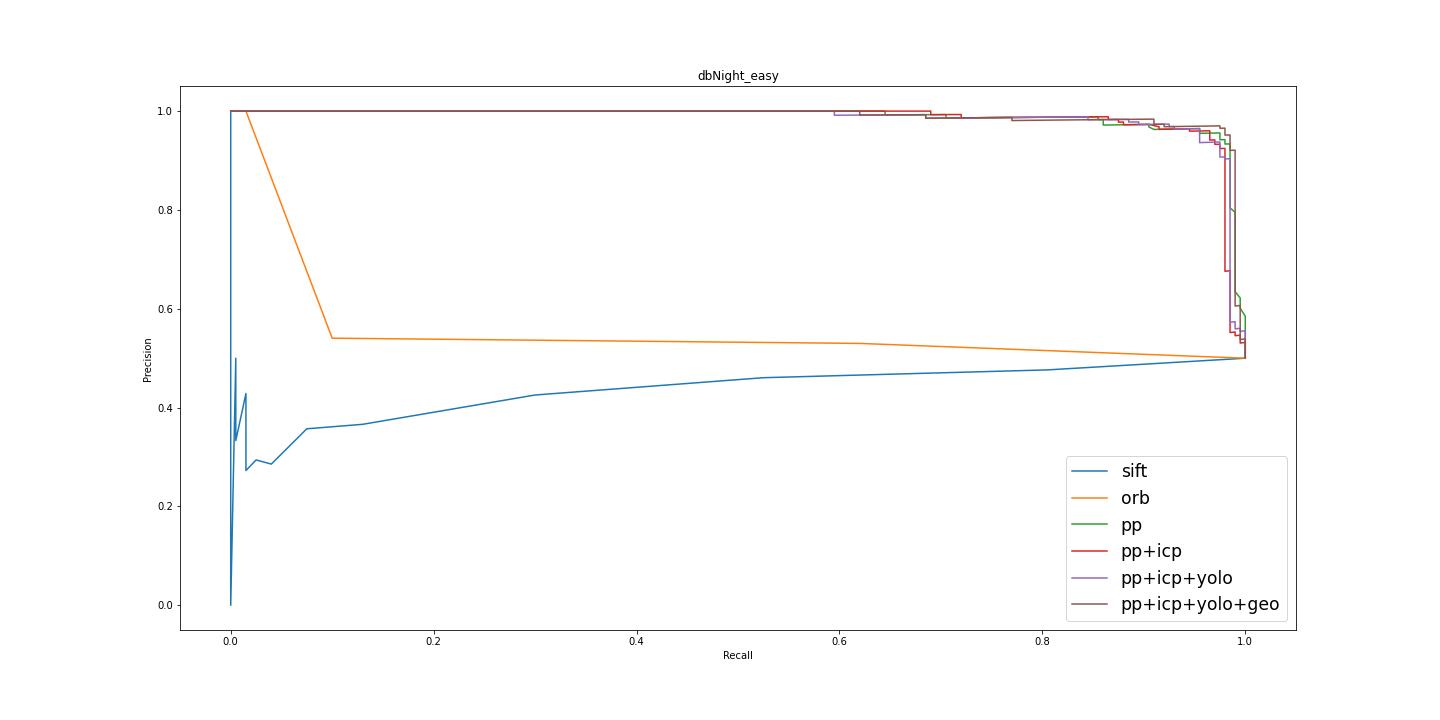 dbNight_easy
1.0
0.8
0.6
0.4
0.2
0.0
Precision
0.0 0.2 0.4 0.6 0.8 1.0
Recall
sift
orb
pp
pp+icp
pp+icp+yolo
pp+icp+yolo+geo